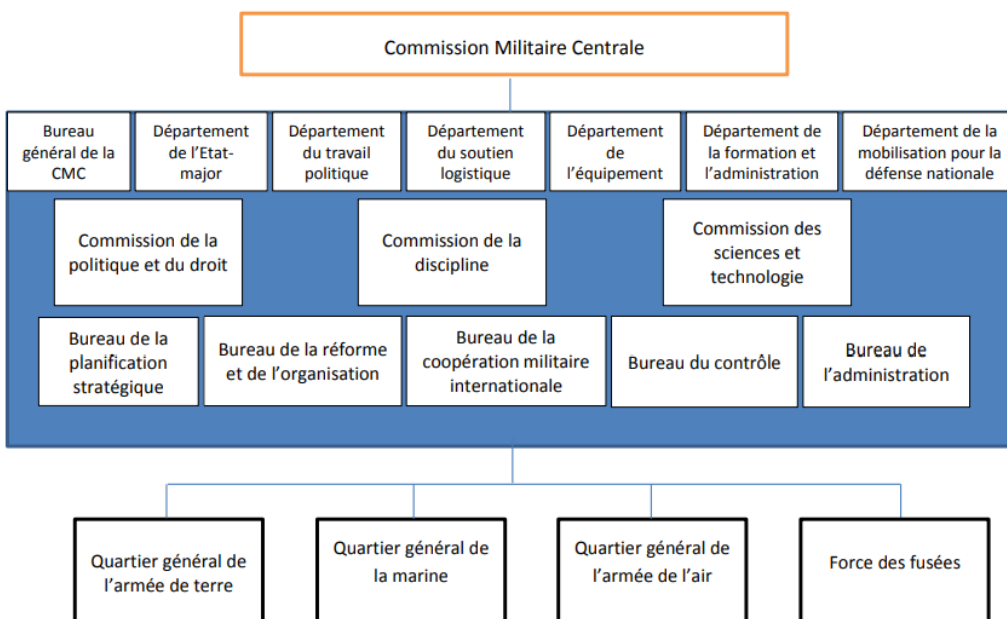 Commission Militaire Centrale
Bureau
général de la
CMC
Département
de l'Etat-
major
Département
du travail
politique
Département
du soutien
logistique
Département
de
l'équipement
Département de
la formation et
l'administration
Département de la
mobilisation pour la
défense nationale
Commission de la
politique et du droit
Commission de la
discipline
Commission des
sciences et
technologie
Bureau de la
planification
stratégique
Bureau de la réforme
et de l'organisation
Bureau de la
coopération militaire
internationale
Bureau du contrôle
Bureau de
l'administration
Quartier général de
l'armée de terre
Quartier général de
la marine
Quartier général de
l'armée de l'air
Force des fusées